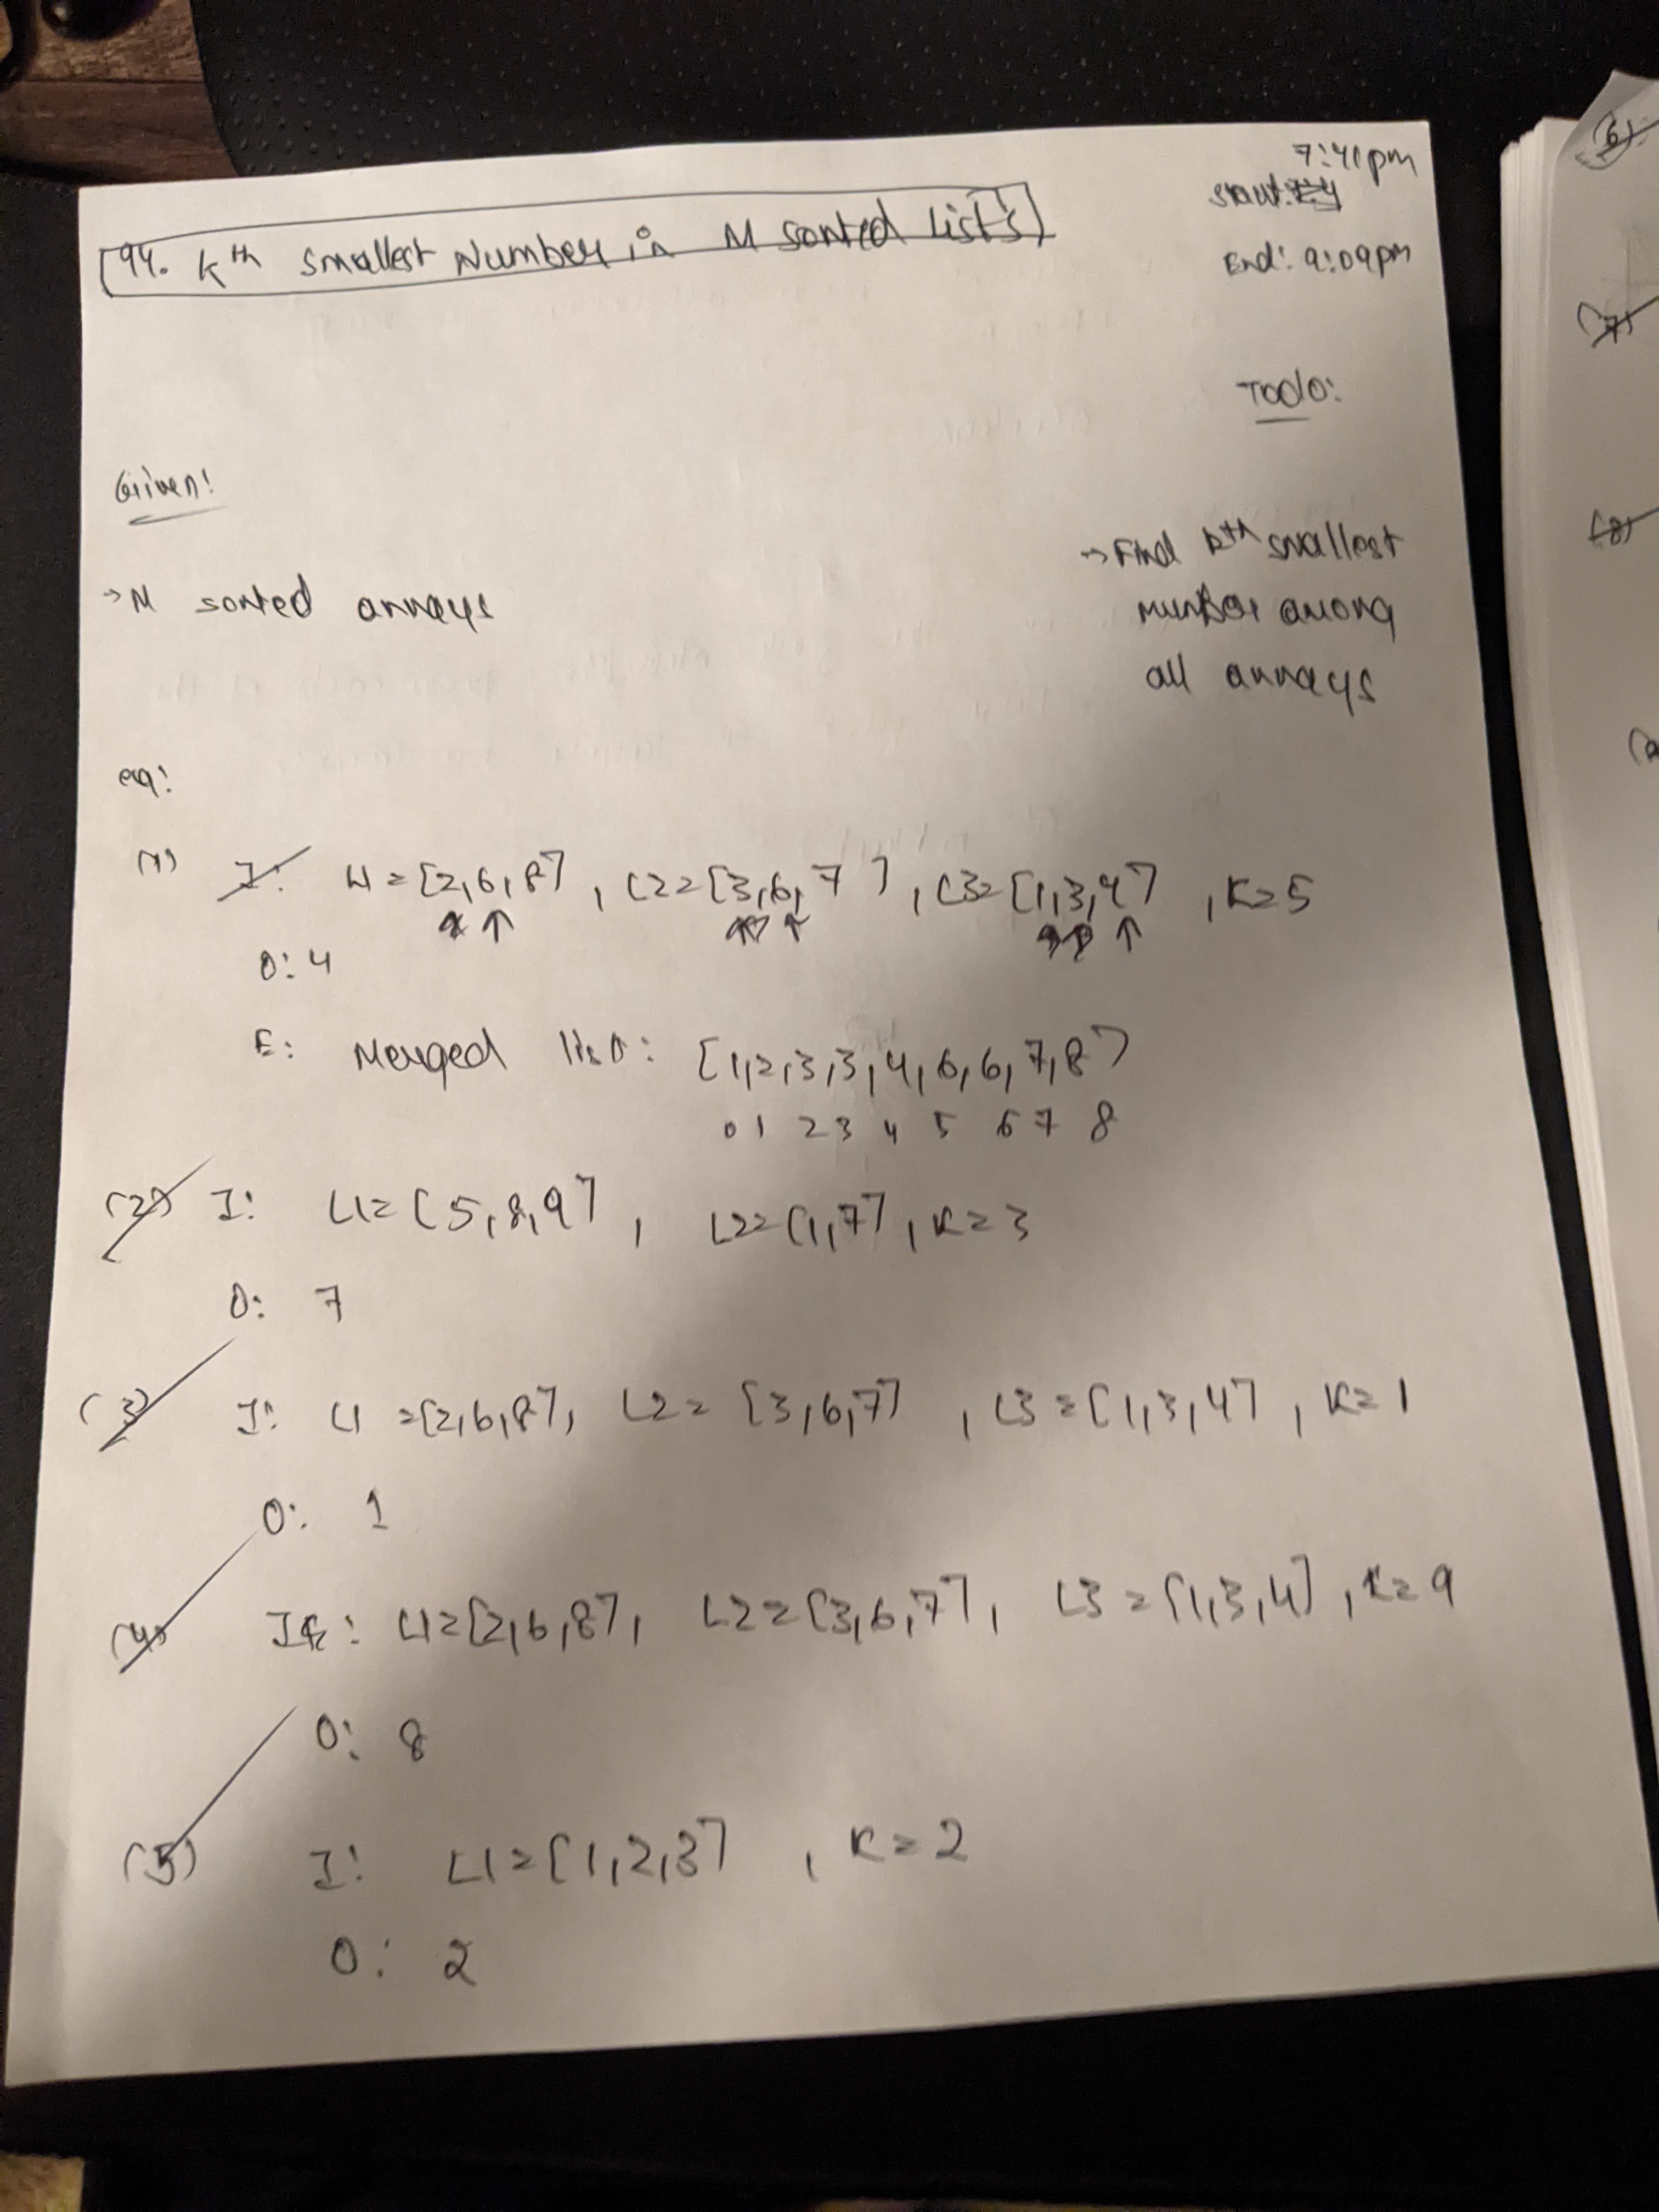 7:41pm
Start:
[94. Kth Smallest Number in M sorted List's]
End: 9:09pm
Todo:
Given:
→ Find kth smallest
number among
all arrays
→ M sorted arrays
eg:
(1) I: L1 = [2,6,8], L2 = [3,6,7], L3 = [1,3,4], K=5
O: 4
E: Merged list: [1,2,3,3,4,6,6,7,8]
0 1 2 3 4 5 6 7 8
(2) I: L1 = [5,8,9], L2 = [1,7], K=3
O: 7
(3) I: L1 = [2,6,8], L2 = [3,6,7], L3 = [1,3,4], K=1
O: 1
(4) I: L1 = [2,6,8], L2 = [3,6,7], L3 = [1,3,4], K=9
O: 8
(5) I: L1 = [1,2,3], K=2
O: 2
(6)
(7)
(8)